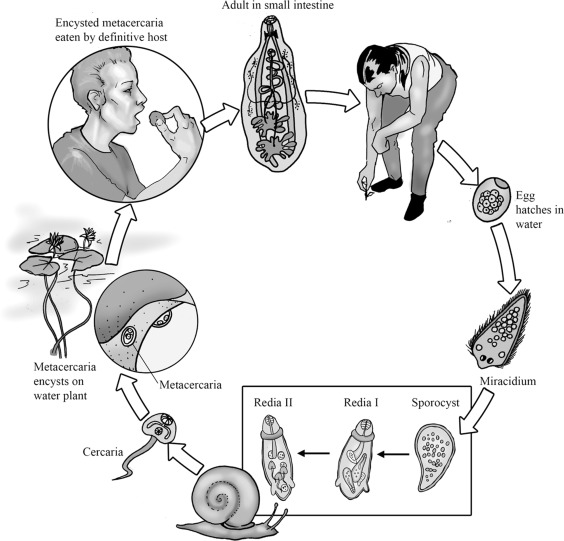 Adult in small intestine
Encysted metacercaria
eaten by definitive host
Egg
hatches in
water
Miracidium
Sporocyst
Redia I
Redia II
Cercaria
Metacercaria
Metacercaria
encysts on
water plant